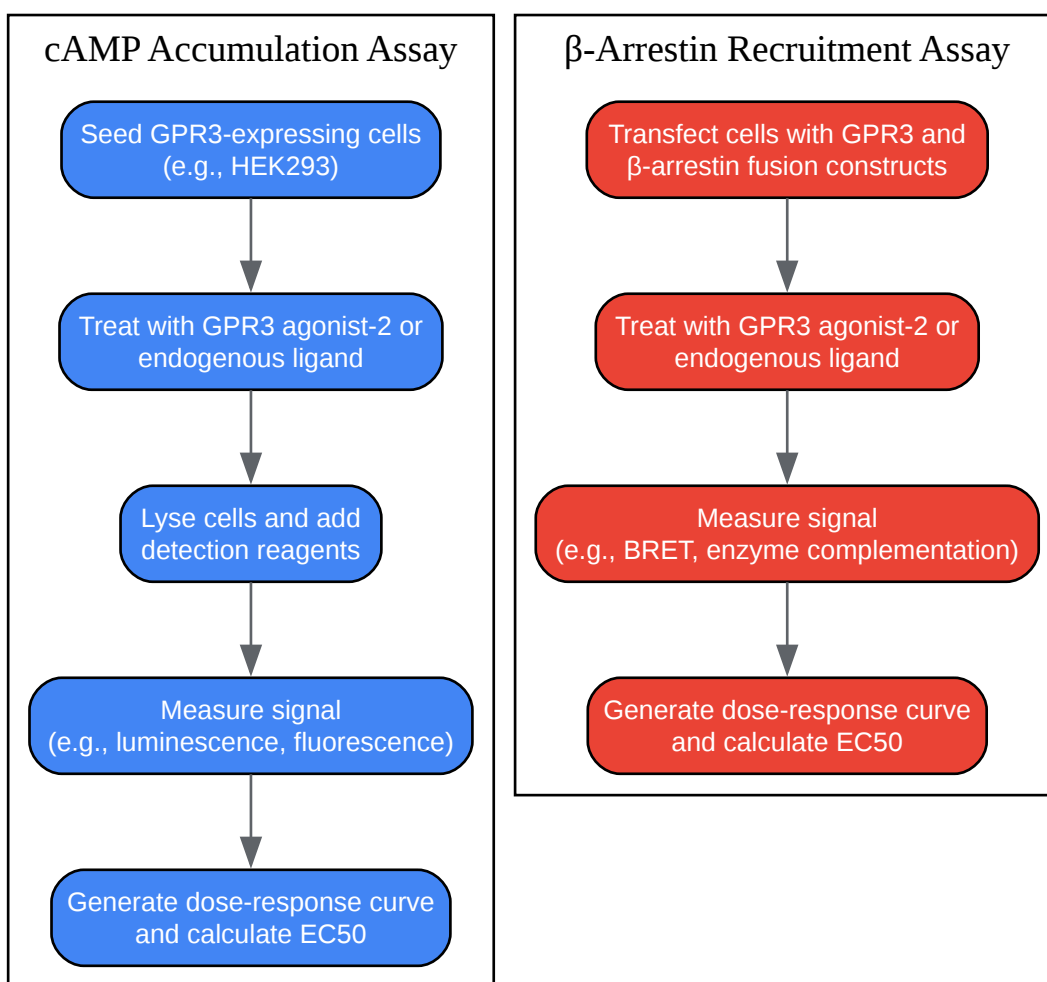 cAMP Accumulation Assay
Seed GPR3-expressing cells
(e.g., HEK293)
Treat with GPR3 agonist-2 or
endogenous ligand
Lyse cells and add
detection reagents
Measure signal
(e.g., luminescence, fluorescence)
Generate dose-response curve
and calculate EC50
β-Arrestin Recruitment Assay
Transfect cells with GPR3 and
β-arrestin fusion constructs
Treat with GPR3 agonist-2 or
endogenous ligand
Measure signal
(e.g., BRET, enzyme complementation)
Generate dose-response curve
and calculate EC50